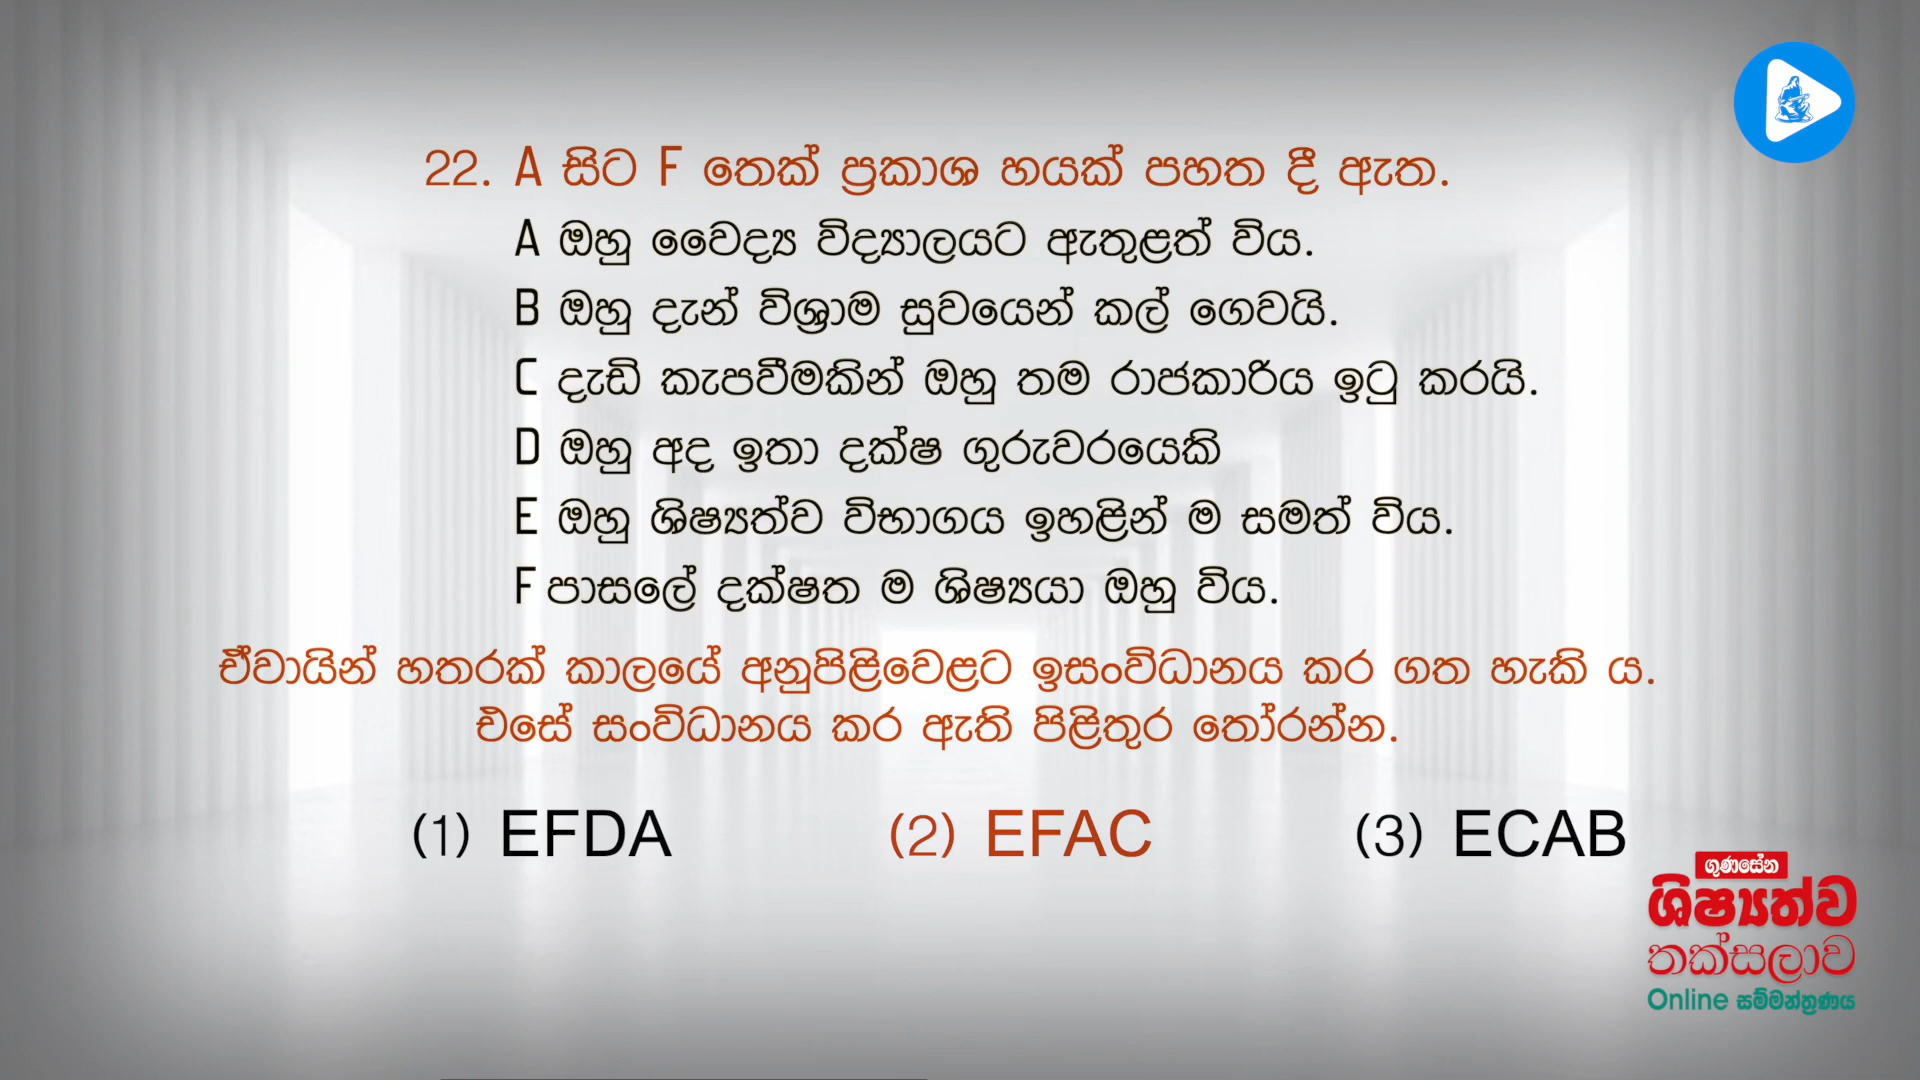 22. A සිට F තෙක් ප්‍රකාශ හයක් පහත දී ඇත.
A ඔහු වෛද්‍ය විද්‍යාලයට ඇතුළත් විය.
B ඔහු දැන් විශ්‍රාම සුවයෙන් කල් ගෙවයි.
C දැඩි කැපවීමකින් ඔහු තම රාජකාරිය ඉටු කරයි.
D ඔහු අද ඉතා දක්ෂ ගුරුවරයෙකි
E ඔහු ශිෂ්‍යත්ව විභාගය ඉහළින් ම සමත් විය.
F පාසලේ දක්ෂත ම ශිෂ්‍යයා ඔහු විය.
ඒවායින් හතරක් කාලයේ අනුපිළිවෙළට ඉසංවිධානය කර ගත හැකි ය.
එසේ සංවිධානය කර ඇති පිළිතුර තෝරන්න.
(1) EFDA (2) EFAC (3) ECAB
ගුණසේන
ශිෂ්‍යත්ව
තක්සලාව
Online සම්මන්ත්‍රණය